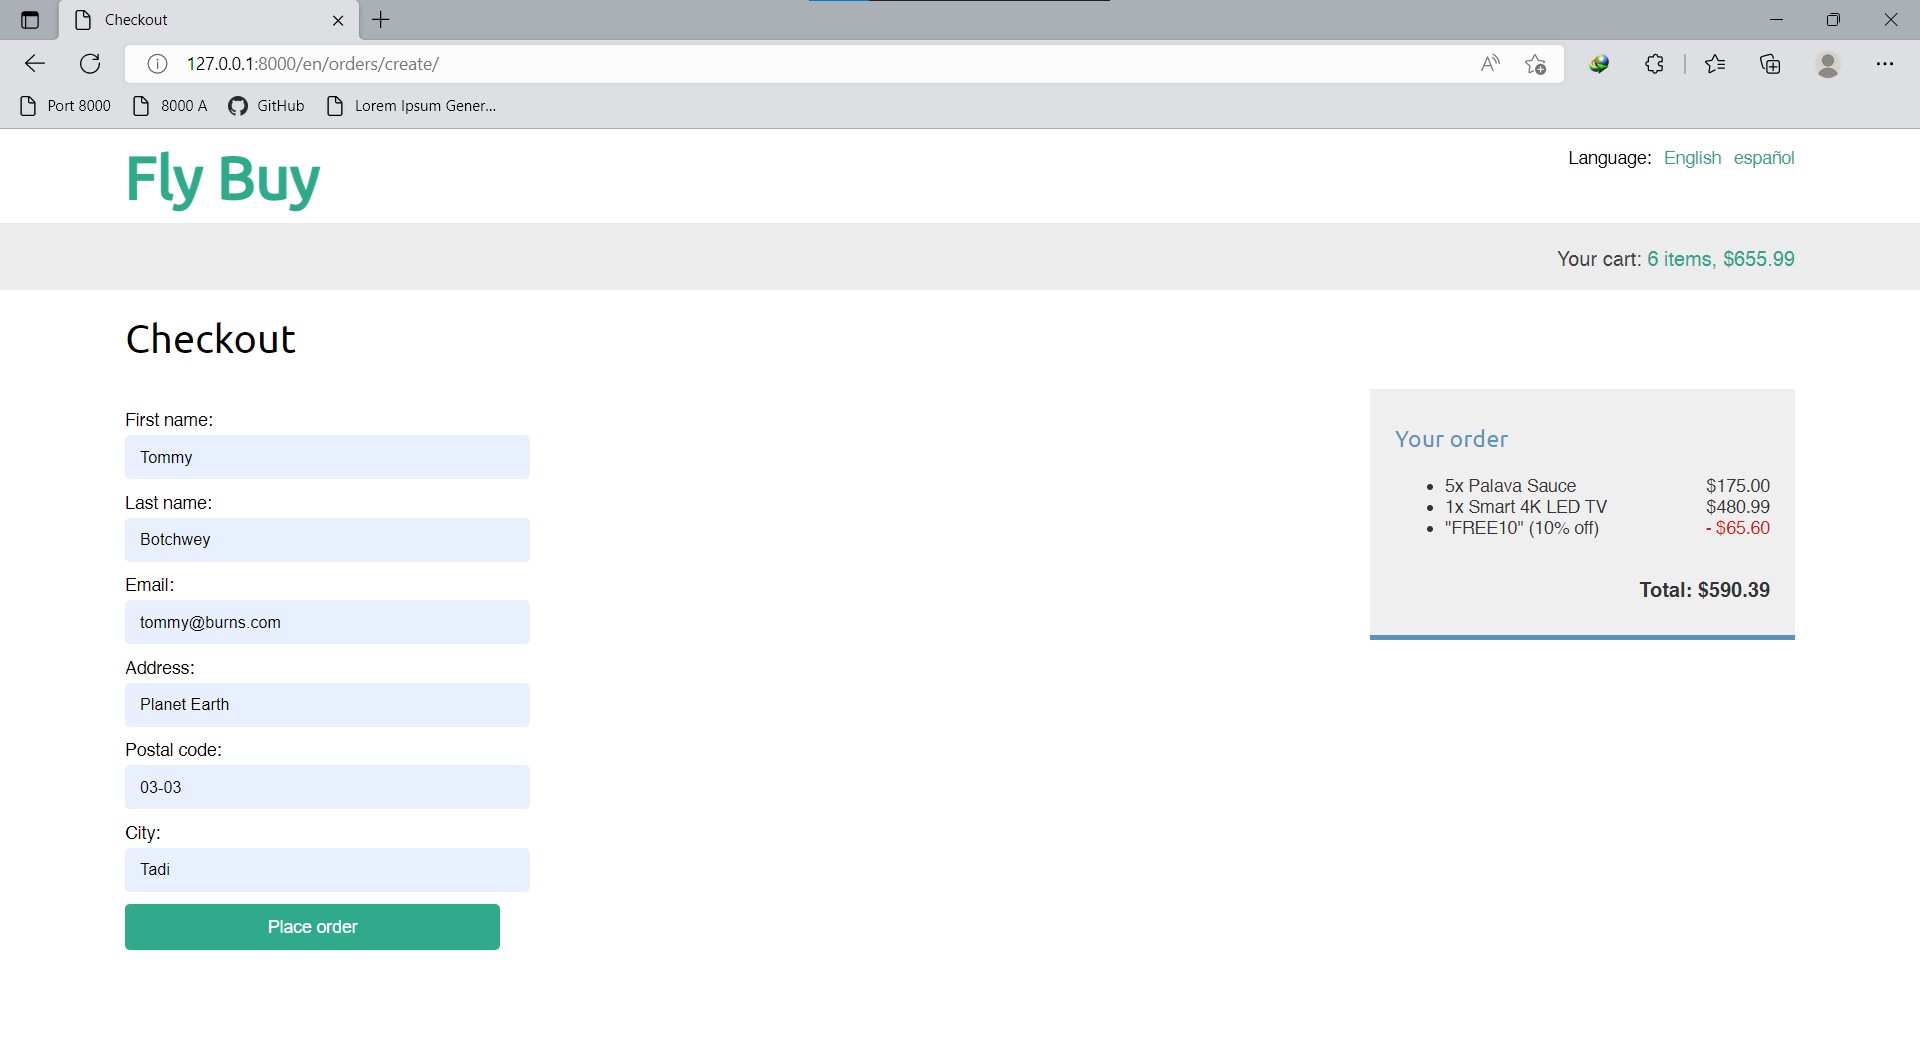 Checkout
127.0.0.1:8000/en/orders/create/
Port 8000 8000 A GitHub Lorem Ipsum Gener...
Fly Buy
Language: English español
Your cart: 6 items, $655.99
Checkout
First name:
Tommy
Last name:
Botchwey
Email:
tommy@burns.com
Address:
Planet Earth
Postal code:
03-03
City:
Tadi
Place order
Your order
5x Palava Sauce $175.00
1x Smart 4K LED TV $480.99
"FREE10" (10% off) - $65.60
Total: $590.39